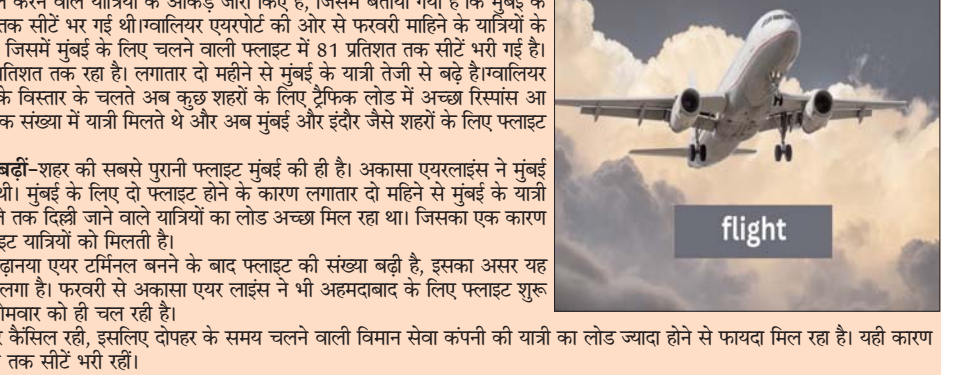 करने वाल यात्रियों के आंकड़े जारी किए हैं, जिसमें बताया गया है कि मुंबई के
तक सीटें भर गई थी।ग्वालियर एयरपोर्ट की ओर से फरवरी माहिने के यात्रियों के
जिसमें मुंबई के लिए चलने वाली फ्लाइट में 81 प्रतिशत तक सीटें भरी गई है।
तक रहा है। लगातार दो महीने से मुंबई के यात्री तेजी से बढ़े है।ग्वालियर
के विस्तार के चलते अब कुछ शहरों के लिए ट्रैफिक लोड में अच्छा रिस्पांस आ
क संख्या में यात्री मिलते थे और अब मुंबई और इंदौर जैसे शहरों के लिए फ्लाइट
बढ़ीं-शहर की सबसे पुरानी फ्लाइट मुंबई की ही है। अकासा एयरलाइंस ने मुंबई
थी। मुंबई के लिए दो फ्लाइट होने के कारण लगातार दो महिने से मुंबई के यात्री
तक दिल्ली जाने वाले यात्रियों का लोड अच्छा मिल रहा था। जिसका एक कारण
इट यात्रियों को मिलती है।
ढ़ानया एयर टर्मिनल बनने के बाद फ्लाइट की संख्या बढ़ी है, इसका असर यह
लगा है। फरवरी से अकासा एयर लाइंस ने भी अहमदाबाद के लिए फ्लाइट शुरू
ोमवार को ही चल रही है।
कैंसिल रही, इसलिए दोपहर के समय चलने वाली विमान सेवा कंपनी की यात्री का लोड ज्यादा होने से फायदा मिल रहा है। यही कारण
तक सीटें भरी रहीं।
flight